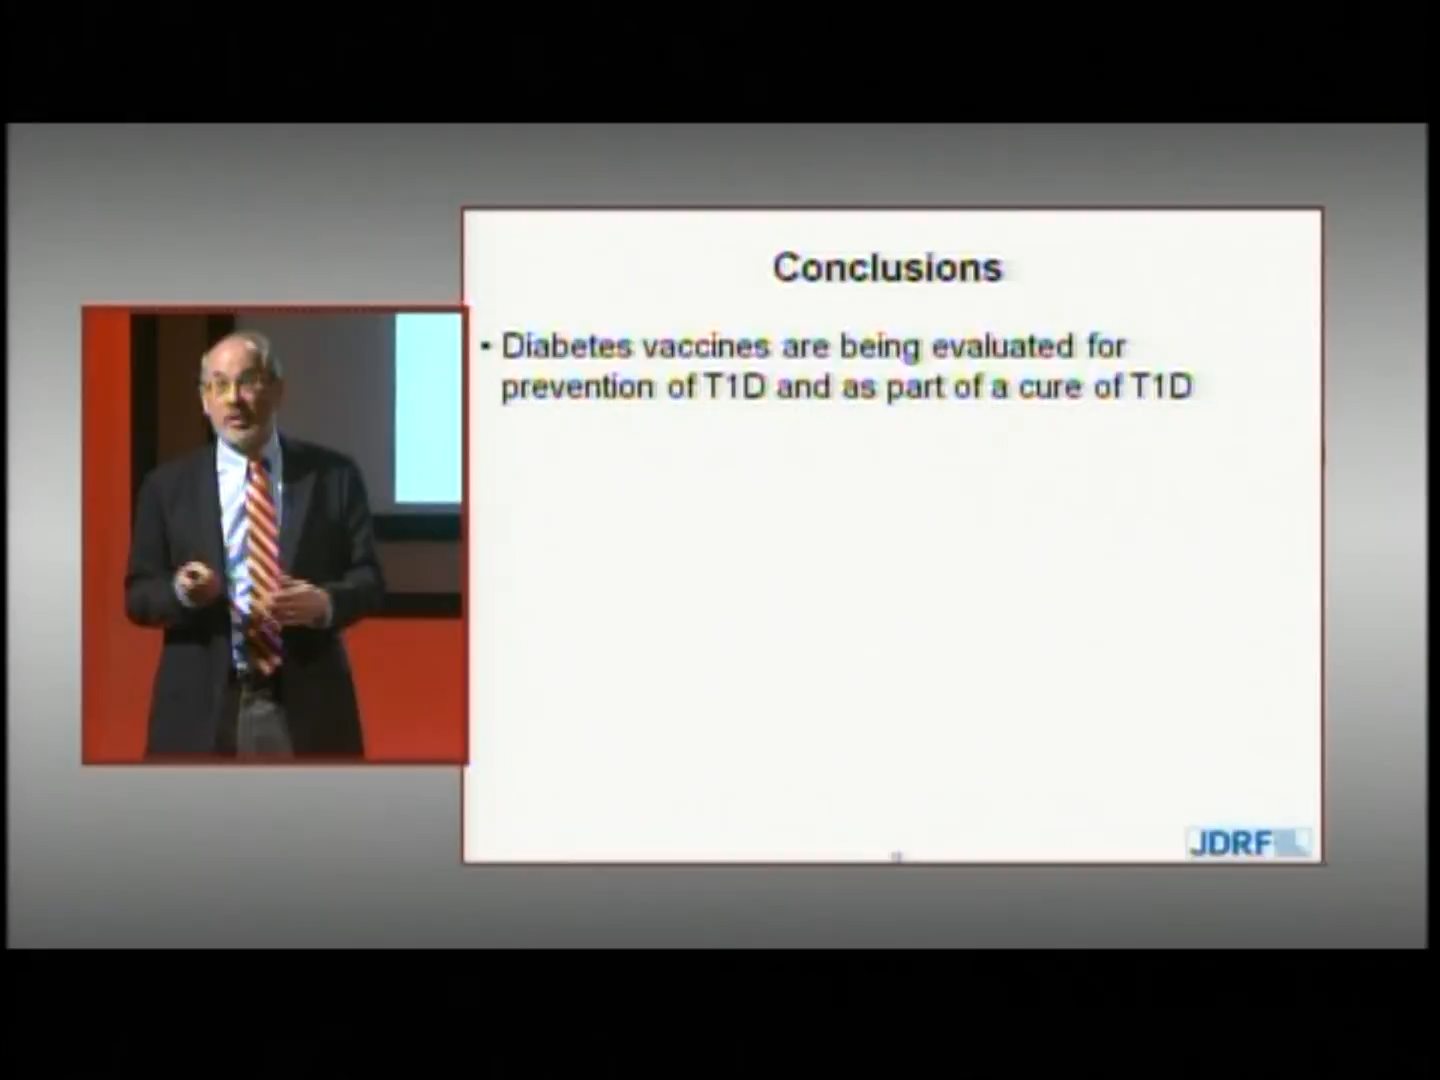 Conclusions
• Diabetes vaccines are being evaluated for
prevention of T1D and as part of a cure of T1D
JDRF